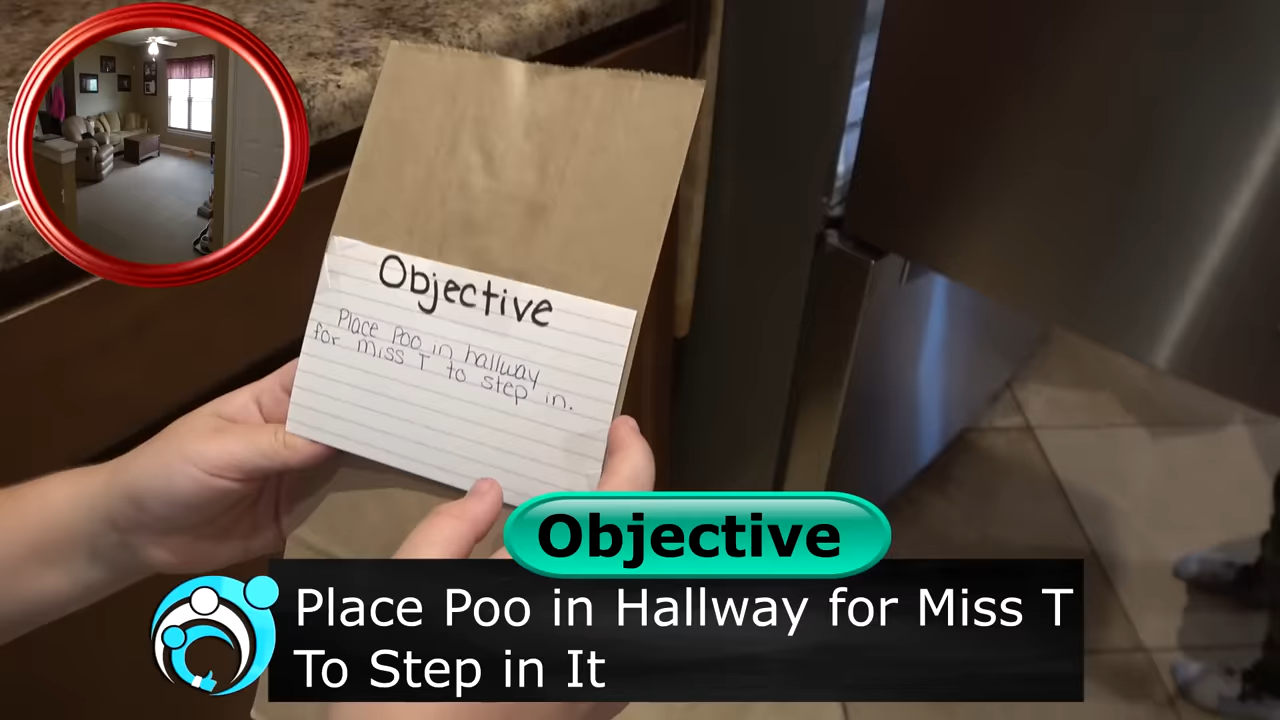 Objective
Place Poo in hallway
for miss T to step in.
Objective
Place Poo in Hallway for Miss T
To Step in It